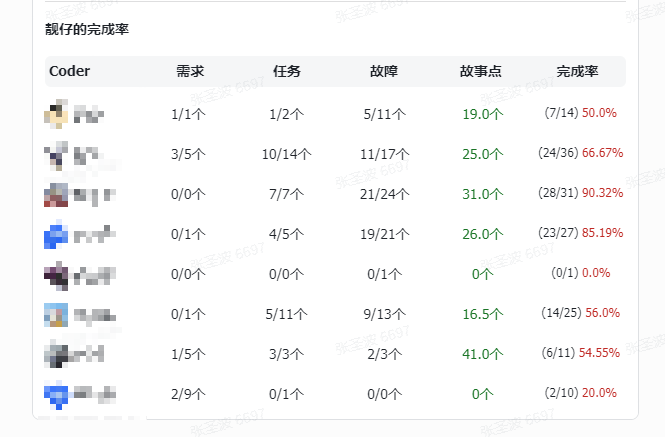 靓仔的完成率
Coder 需求 任务 故障 故事点 完成率
1/1个 1/2个 5/11个 19.0个 (7/14) 50.0%
3/5个 10/14个 11/17个 25.0个 (24/36) 66.67%
0/0个 7/7个 21/24个 31.0个 (28/31) 90.32%
0/1个 4/5个 19/21个 26.0个 (23/27) 85.19%
0/0个 0/0个 0/1个 0个 (0/1) 0.0%
0/1个 5/11个 9/13个 16.5个 (14/25) 56.0%
1/5个 3/3个 2/3个 41.0个 (6/11) 54.55%
2/9个 0/1个 0/0个 0个 (2/10) 20.0%
张圣波 6697